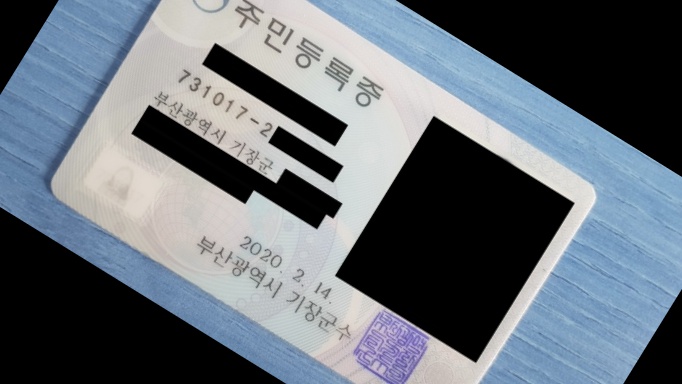 주민등록증
731017-2
부산광역시 기장군
2020. 2. 14.
부산광역시 기장군수